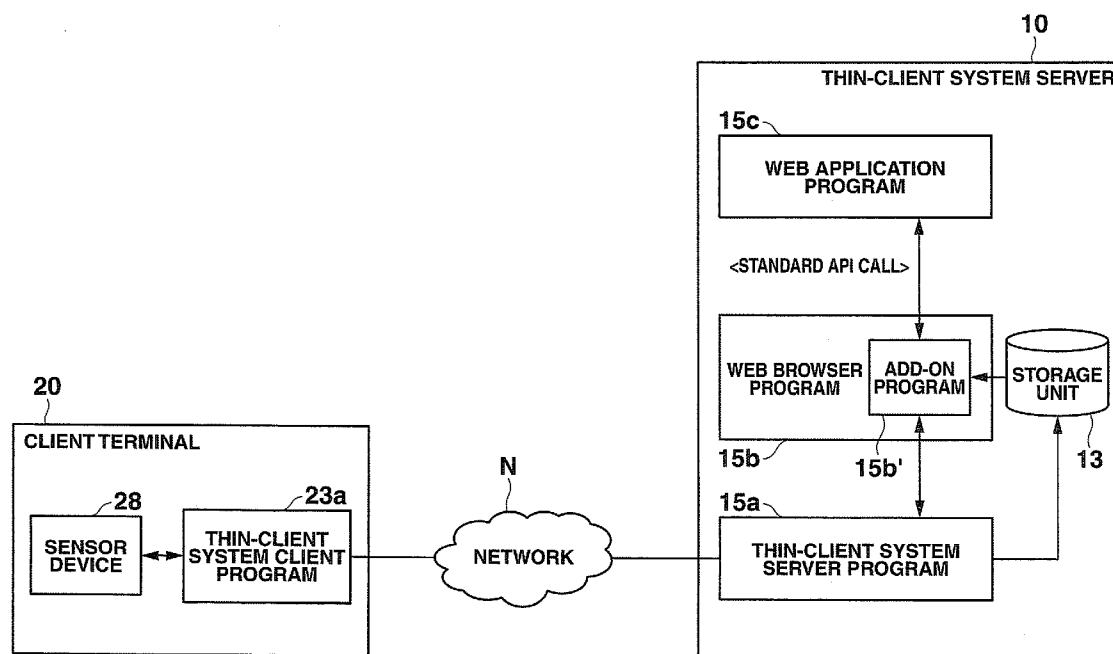 10
THIN-CLIENT SYSTEM SERVER
15c
WEB APPLICATION
PROGRAM
<STANDARD API CALL>
WEB BROWSER
PROGRAM
ADD-ON
PROGRAM
STORAGE
UNIT
15b
15b'
13
20
CLIENT TERMINAL
28
SENSOR
DEVICE
23a
THIN-CLIENT
SYSTEM CLIENT
PROGRAM
N
NETWORK
15a
THIN-CLIENT SYSTEM
SERVER PROGRAM